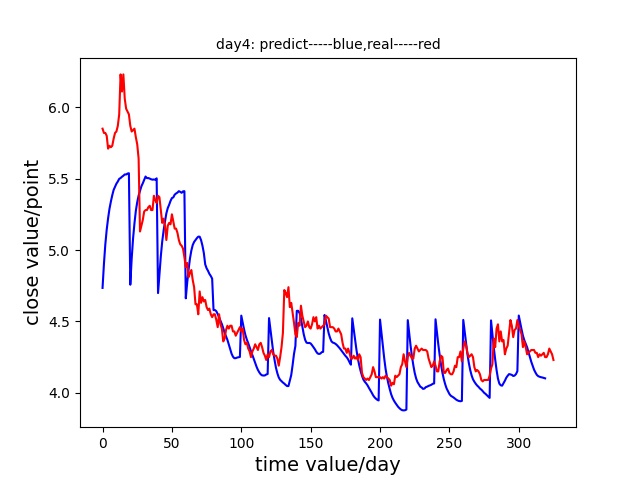 day4: predict-----blue,real-----red
close value/point
6.0
5.5
5.0
4.5
4.0
0 50 100 150 200 250 300
time value/day